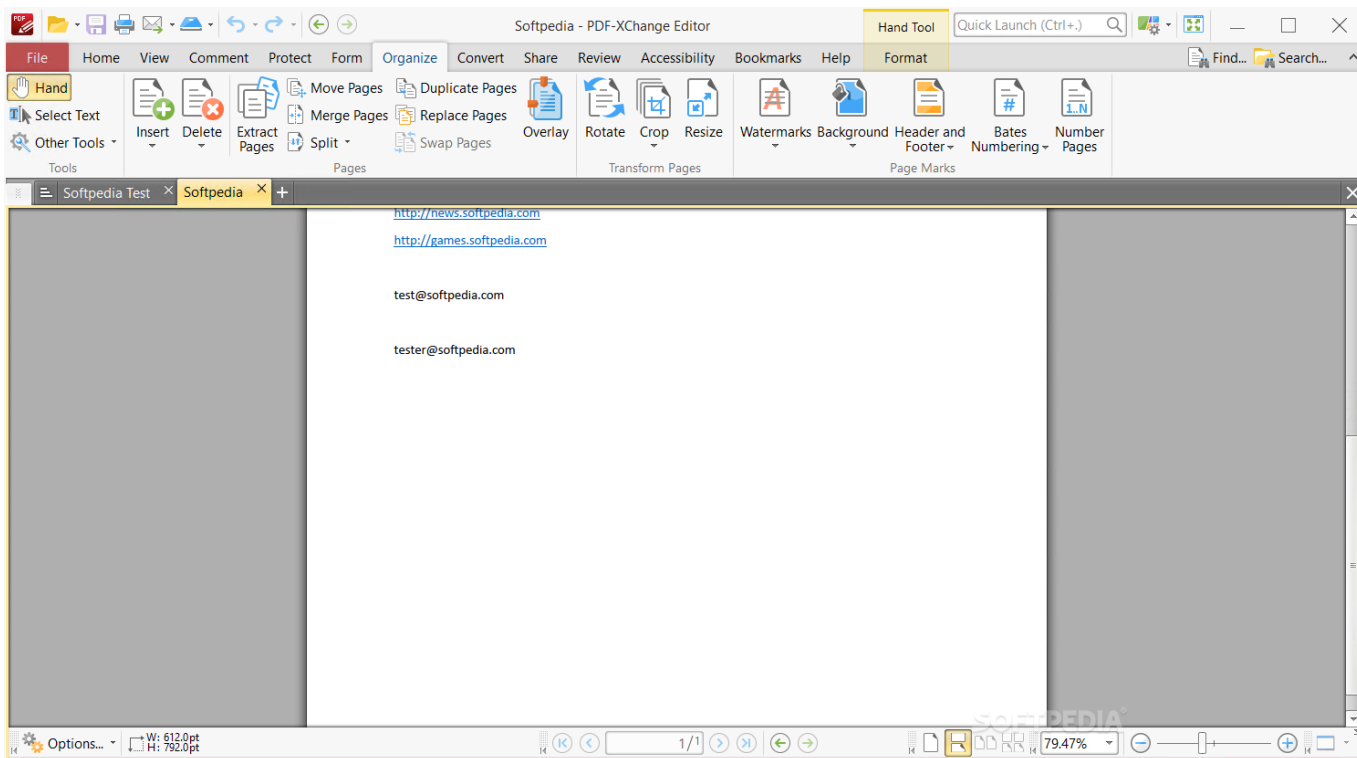 PDF
Softpedia - PDF-XChange Editor
Hand Tool
Quick Launch (Ctrl+.)
File Home View Comment Protect Form Organize Convert Share Review Accessibility Bookmarks Help Format Find... Search...
Hand
Select Text
Other Tools
Tools
Insert
Delete
Extract
Pages
Move Pages
Merge Pages
Split
Duplicate Pages
Replace Pages
Swap Pages
Pages
Overlay
Rotate
Crop
Resize
Transform Pages
Watermarks
Background
Header and
Footer
#
Bates
Numbering
1..N
Number
Pages
Page Marks
Softpedia Test
Softpedia
http://news.softpedia.com
http://games.softpedia.com
test@softpedia.com
tester@softpedia.com
SOFTPEDIA
Options...
W: 612.0pt
H: 792.0pt
1/1
79.47%